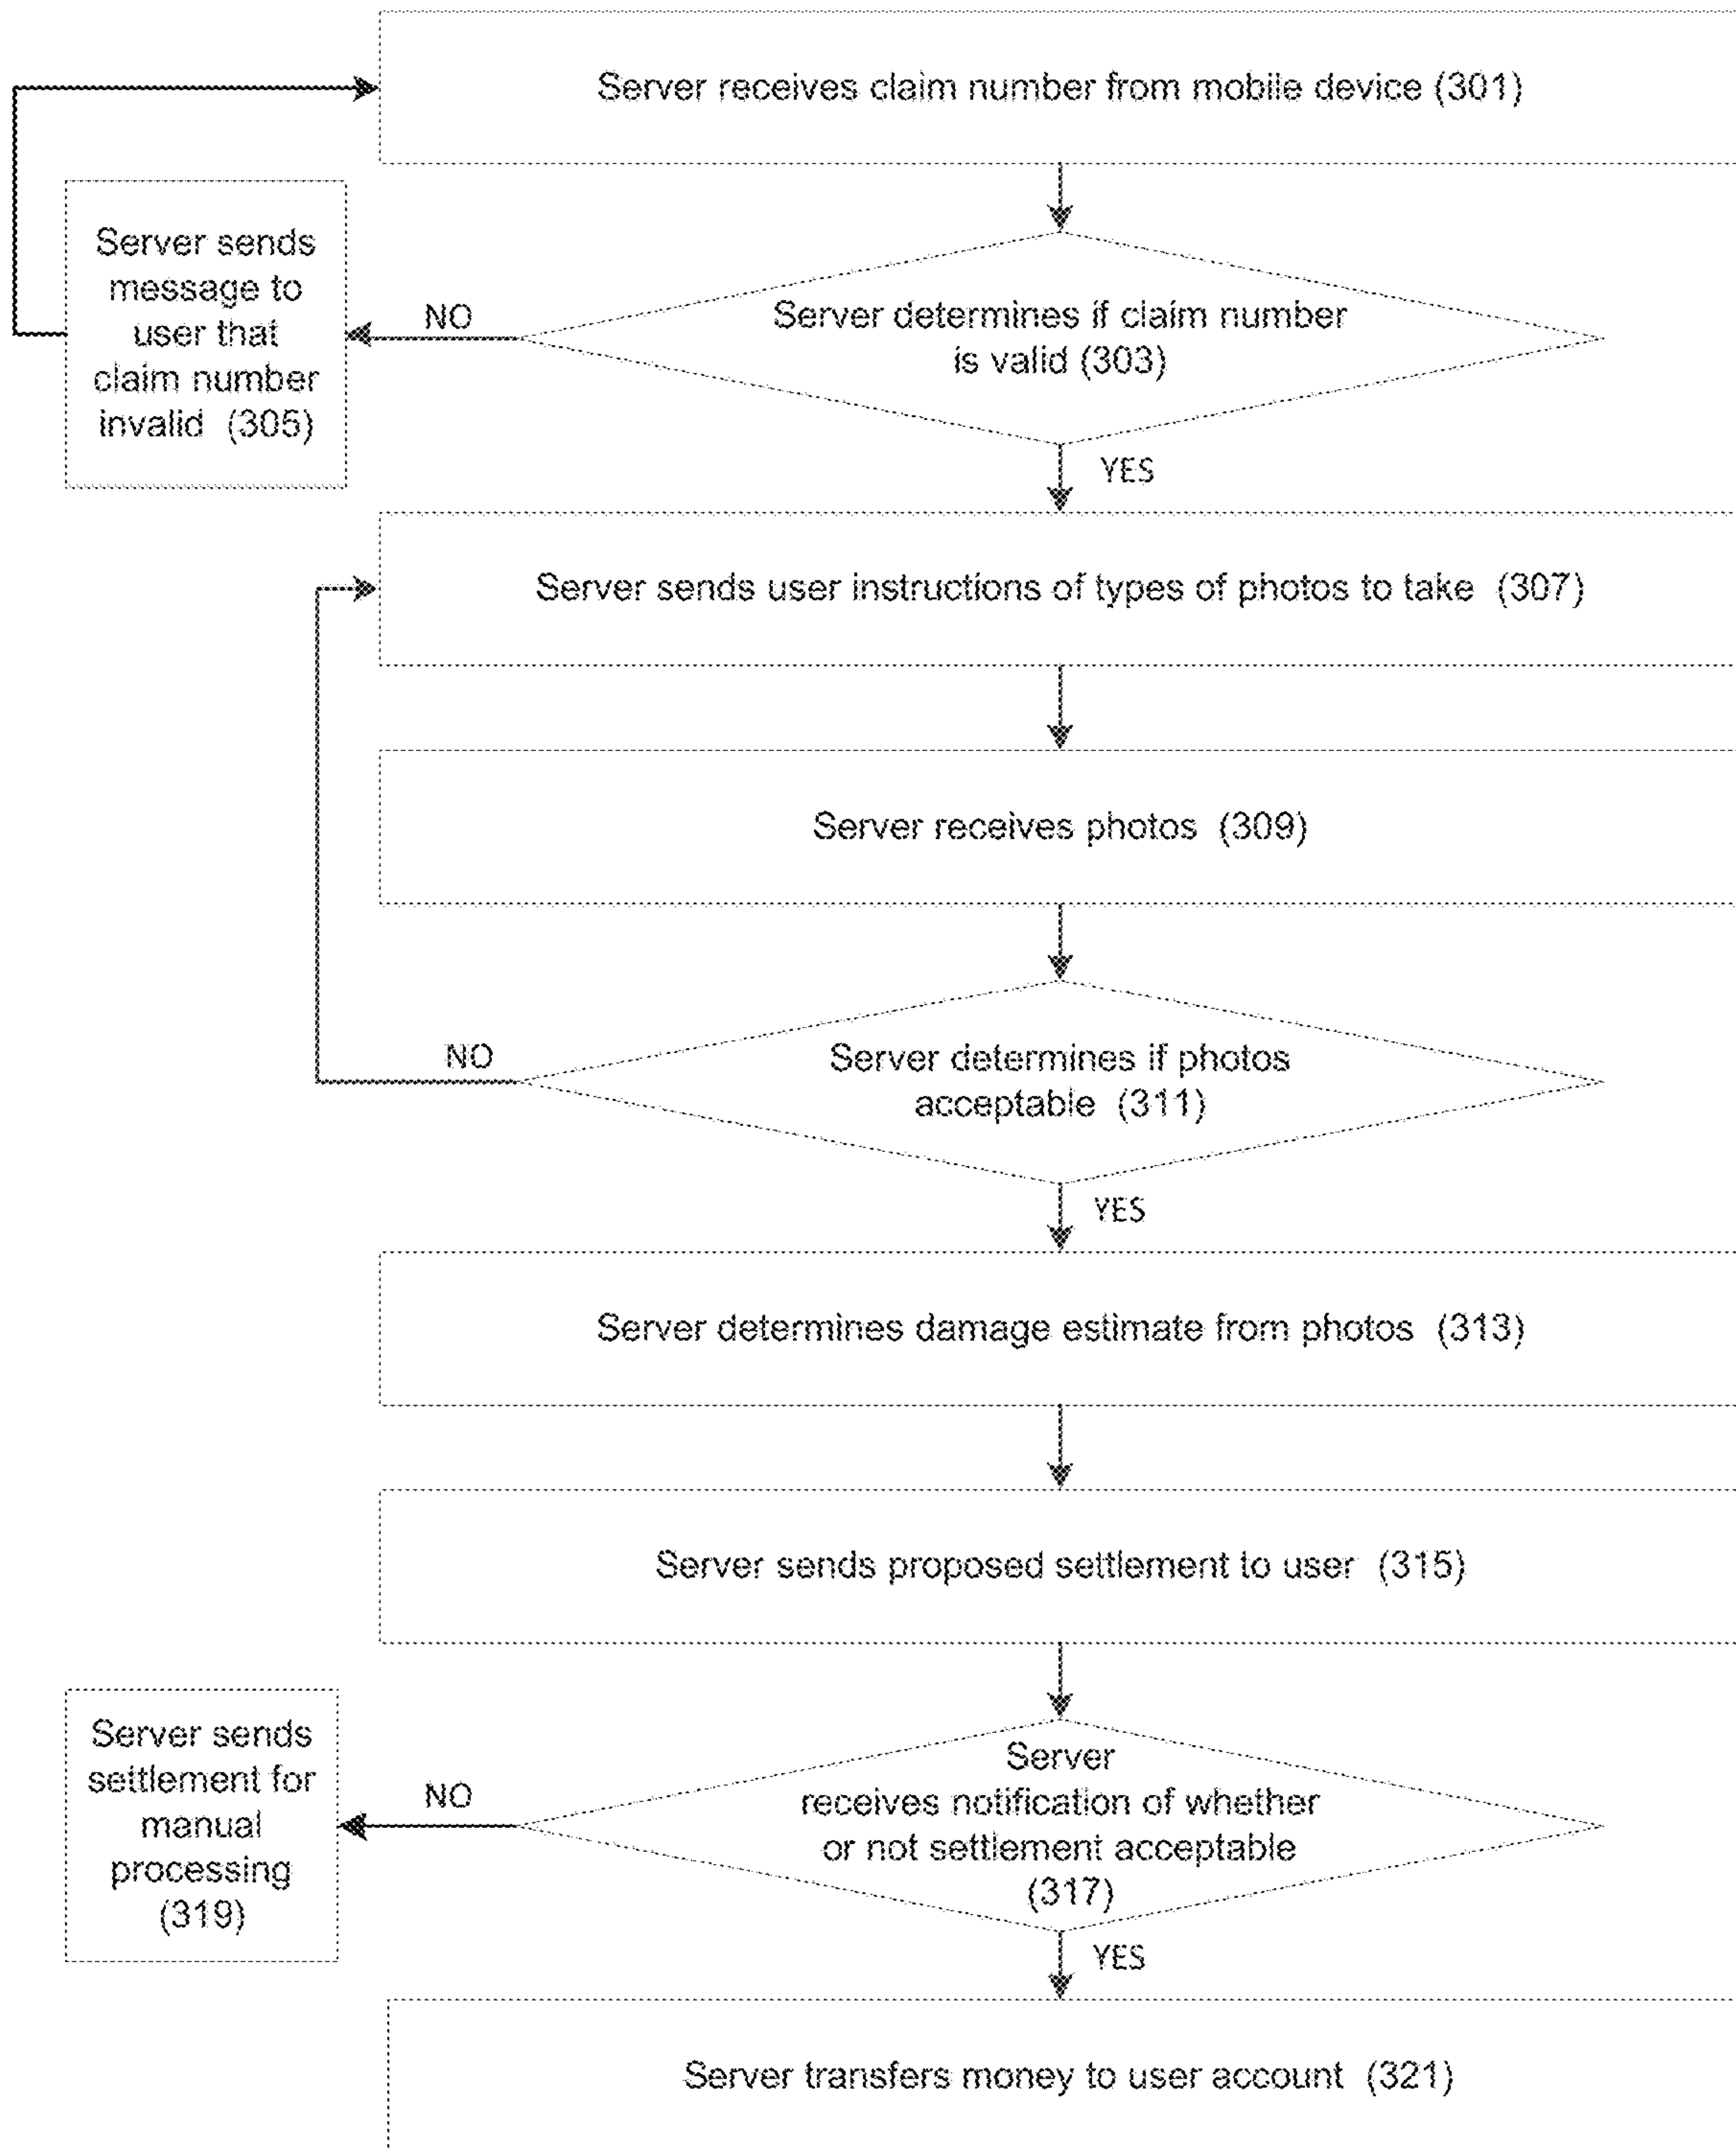 Server receives claim number from mobile device (301)
Server sends
message to
user that
claim number
invalid (305)
NO
Server determines if claim number
is valid (303)
YES
Server sends user instructions of types of photos to take (307)
Server receives photos (309)
NO
Server determines if photos
acceptable (311)
YES
Server determines damage estimate from photos (313)
Server sends proposed settlement to user (315)
Server sends
settlement for
manual
processing
(319)
NO
Server
receives notification of whether
or not settlement acceptable
(317)
YES
Server transfers money to user account (321)